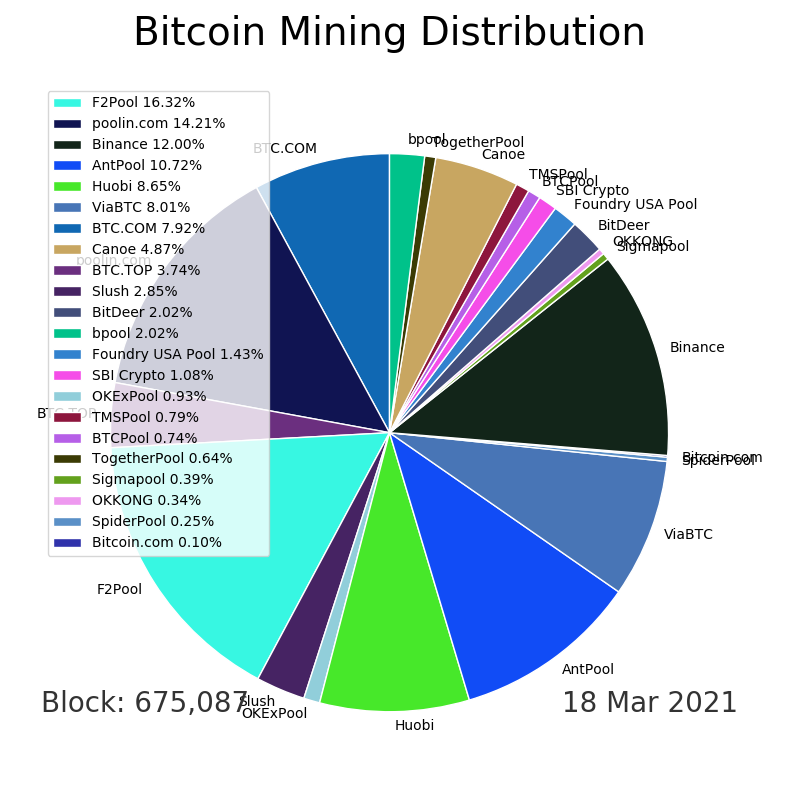 Bitcoin Mining Distribution
F2Pool 16.32%
poolin.com 14.21%
Binance 12.00%
AntPool 10.72%
Huobi 8.65%
ViaBTC 8.01%
BTC.COM 7.92%
Canoe 4.87%
BTC.TOP 3.74%
Slush 2.85%
BitDeer 2.02%
bpool 2.02%
Foundry USA Pool 1.43%
SBI Crypto 1.08%
OKExPool 0.93%
TMSPool 0.79%
BTCPool 0.74%
TogetherPool 0.64%
Sigmapool 0.39%
OKKONG 0.34%
SpiderPool 0.25%
Bitcoin.com 0.10%
bpool
TogetherPool
Canoe
TMSPool
BTCPool
SBI Crypto
Foundry USA Pool
BitDeer
OKKONG
Sigmapool
Binance
Bitcoin.com
SpiderPool
ViaBTC
AntPool
Huobi
OKExPool
Slush
F2Pool
BTC.TOP
poolin.com
BTC.COM
Block: 675,087
18 Mar 2021